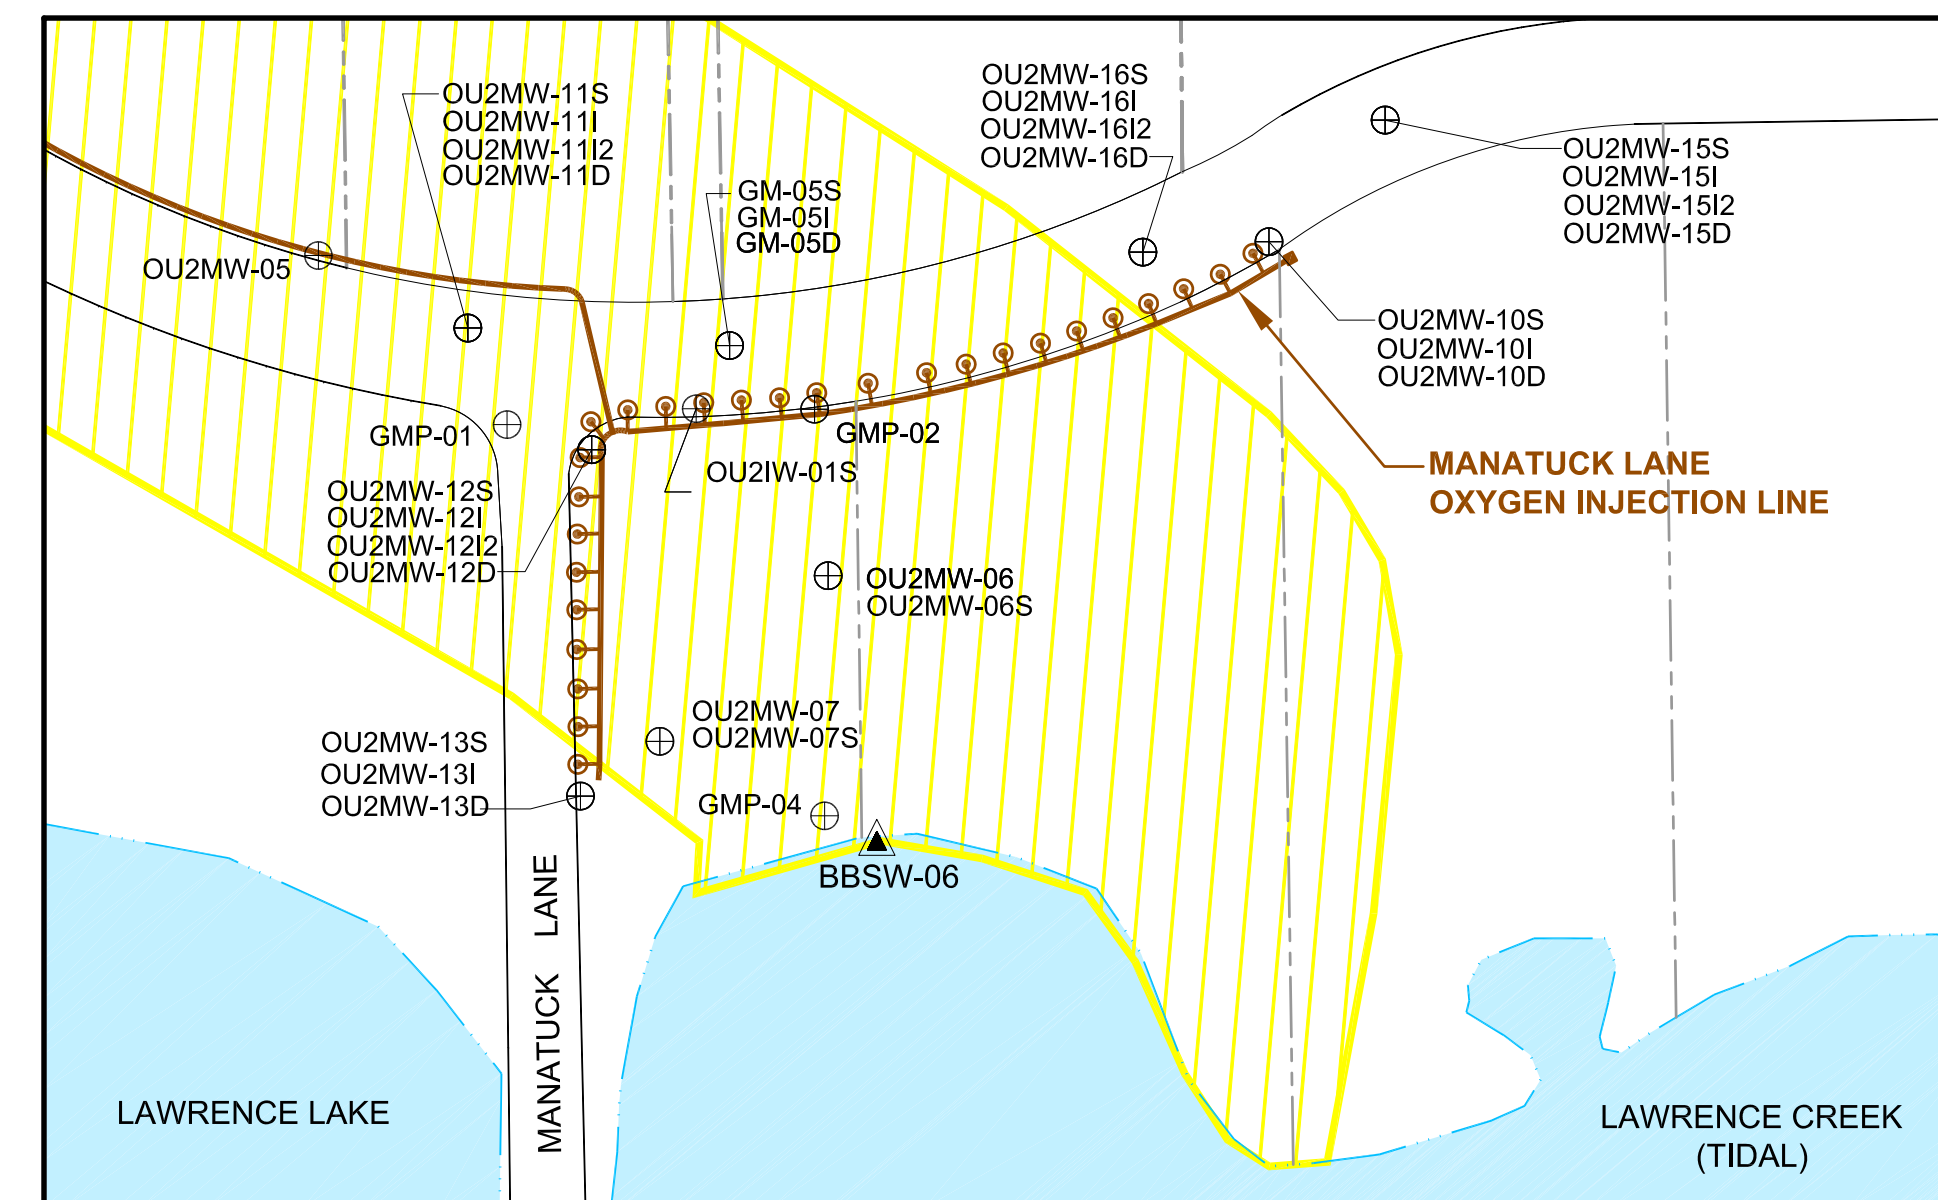 OU2MW-11S
OU2MW-11I
OU2MW-11I2
OU2MW-11D
OU2MW-16S
OU2MW-16I
OU2MW-16I2
OU2MW-16D
OU2MW-15S
OU2MW-15I
OU2MW-15I2
OU2MW-15D
GM-05S
GM-05I
GM-05D
OU2MW-05
OU2MW-10S
OU2MW-10I
OU2MW-10D
GMP-01
GMP-02
OU2IW-01S
MANATUCK LANE
OXYGEN INJECTION LINE
OU2MW-12S
OU2MW-12I
OU2MW-12I2
OU2MW-12D
OU2MW-06
OU2MW-06S
OU2MW-07
OU2MW-07S
OU2MW-13S
OU2MW-13I
OU2MW-13D
GMP-04
BBSW-06
MANATUCK LANE
LAWRENCE LAKE
LAWRENCE CREEK
(TIDAL)